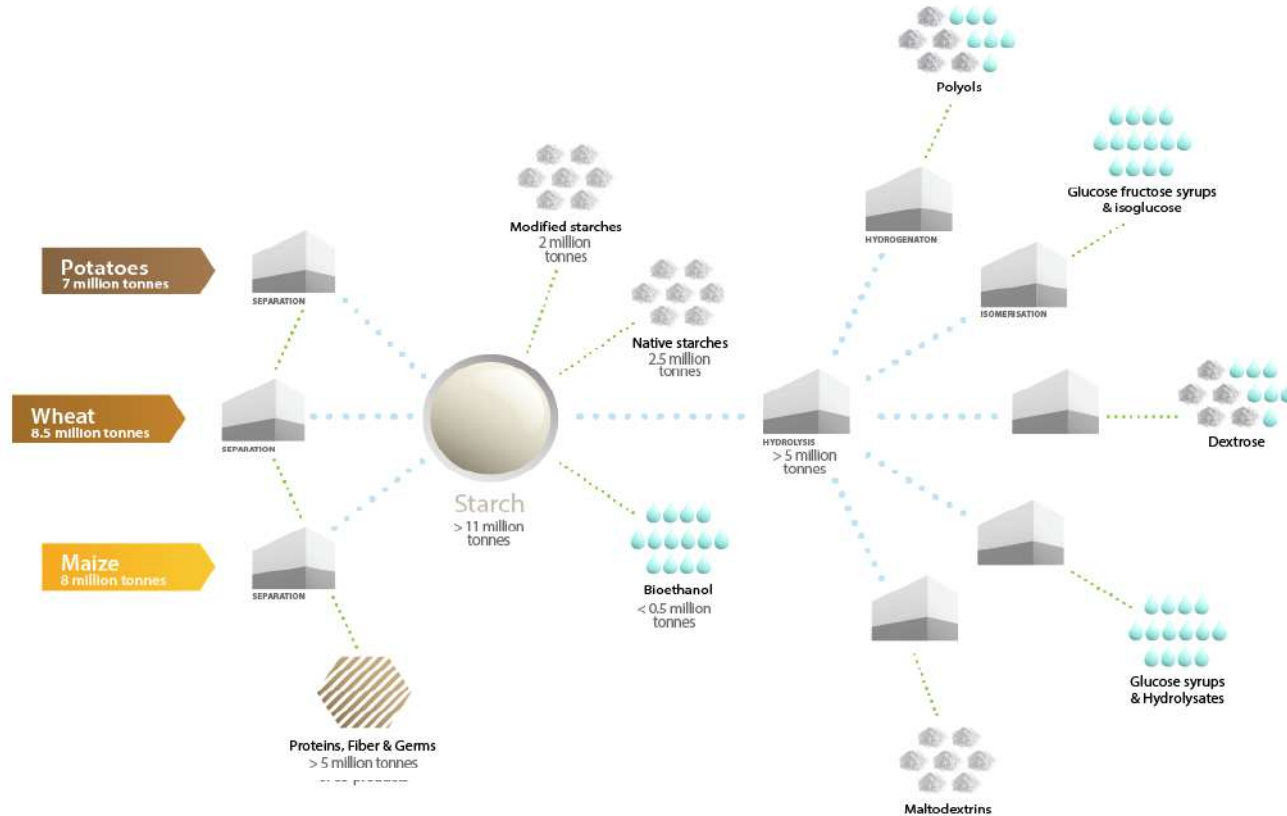 Polyols
Glucose fructose syrups
& isoglucose
HYDROGENATON
Modified starches
2 million
tonnes
Potatoes
7 million tonnes
SEPARATION
ISOMERISATION
Native starches
2.5 million
tonnes
Wheat
8.5 million tonnes
SEPARATION
HYDROLYSIS
> 5 million
tonnes
Dextrose
Starch
> 11 million
tonnes
Maize
8 million tonnes
SEPARATION
Bioethanol
< 0.5 million
tonnes
Glucose syrups
& Hydrolysates
Proteins, Fiber & Germs
> 5 million tonnes
products
Maltodextrins